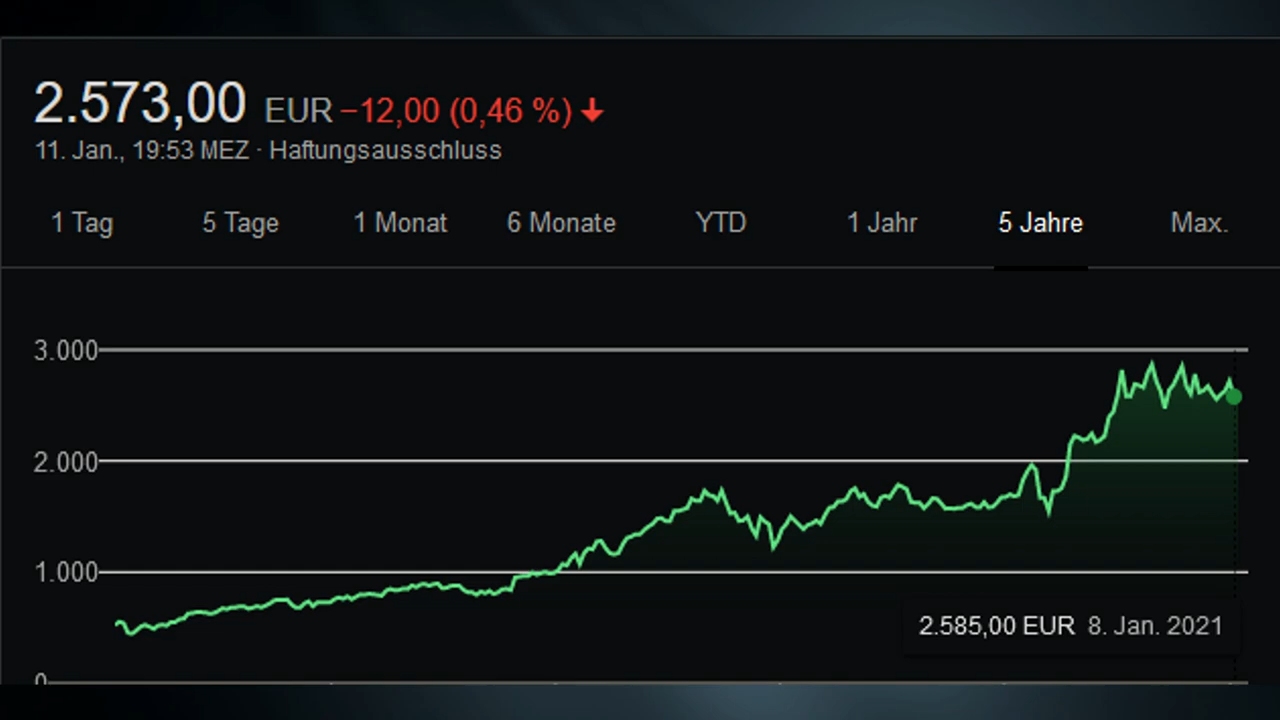 2.573,00 EUR −12,00 (0,46 %)
11. Jan., 19:53 MEZ · Haftungsausschluss
1 Tag 5 Tage 1 Monat 6 Monate YTD 1 Jahr 5 Jahre Max.
3.000
2.000
1.000
2.585,00 EUR 8. Jan. 2021
0